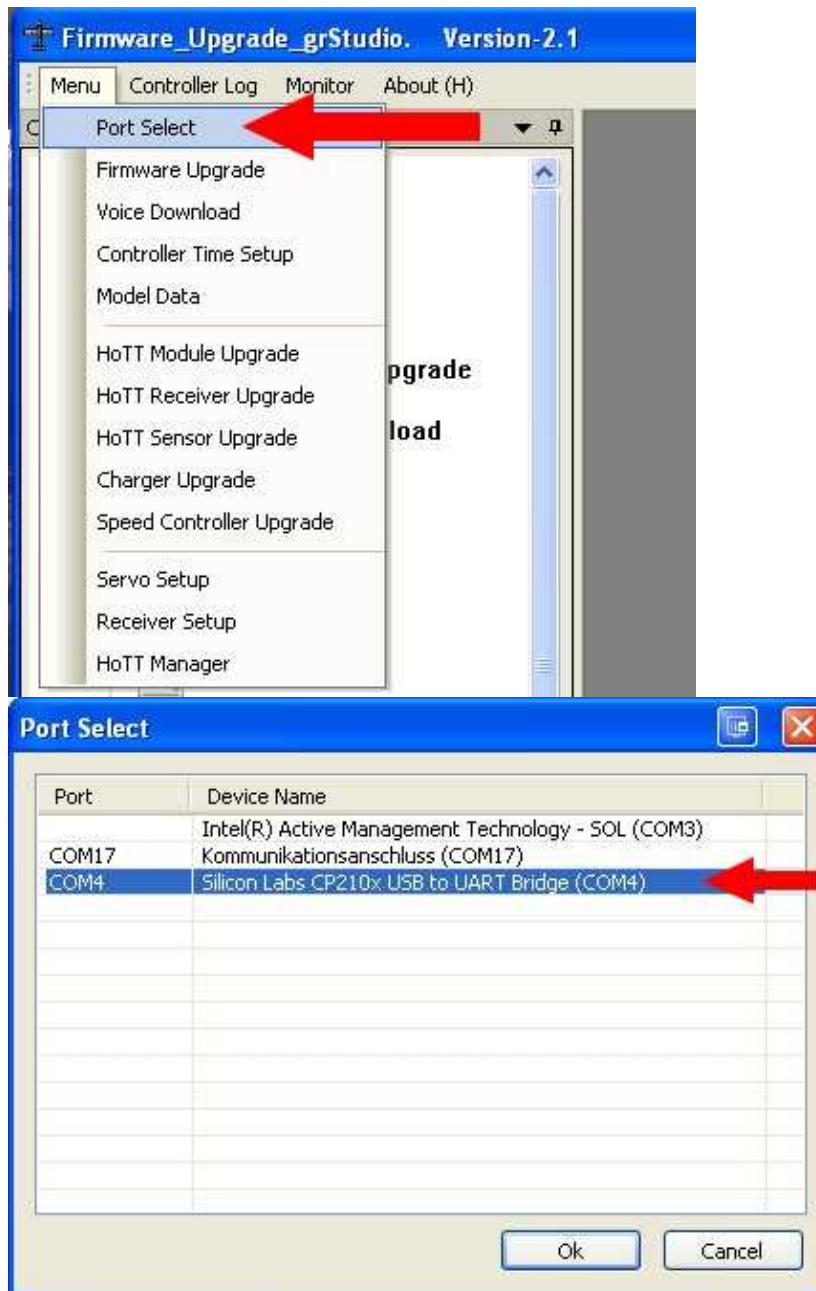 Firmware_Upgrade_grStudio. Version-2.1
Menu Controller Log Monitor About (H)
Port Select
Firmware Upgrade
Voice Download
Controller Time Setup
Model Data
HoTT Module Upgrade
pgrade
HoTT Receiver Upgrade
HoTT Sensor Upgrade
load
Charger Upgrade
Speed Controller Upgrade
Servo Setup
Receiver Setup
HoTT Manager
Port Select
Port Device Name
Intel(R) Active Management Technology - SOL (COM3)
COM17 Kommunikationsanschluss (COM17)
COM4 Silicon Labs CP210x USB to UART Bridge (COM4)
Ok Cancel